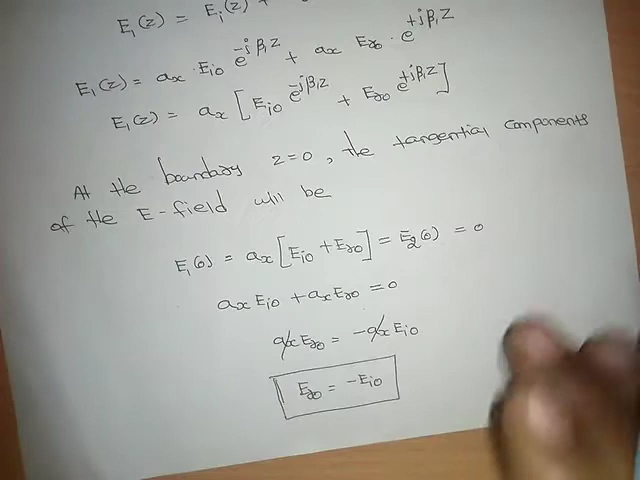 E₁(z) = Eᵢ(z) +
E₁(z) = aₓ · Eᵢ₀ e^(-jβ₁z) + aₓ Eᵣ₀ · e^(+jβ₁z)
E₁(z) = aₓ [Eᵢ₀ e^(-jβ₁z) + Eᵣ₀ e^(+jβ₁z)]
At the boundary z=0, the tangential components
of the E-field will be
E₁(0) = aₓ [Eᵢ₀ + Eᵣ₀] = E₂(0) = 0
aₓ Eᵢ₀ + aₓ Eᵣ₀ = 0
aₓ Eᵣ₀ = -aₓ Eᵢ₀
Eᵣ₀ = -Eᵢ₀